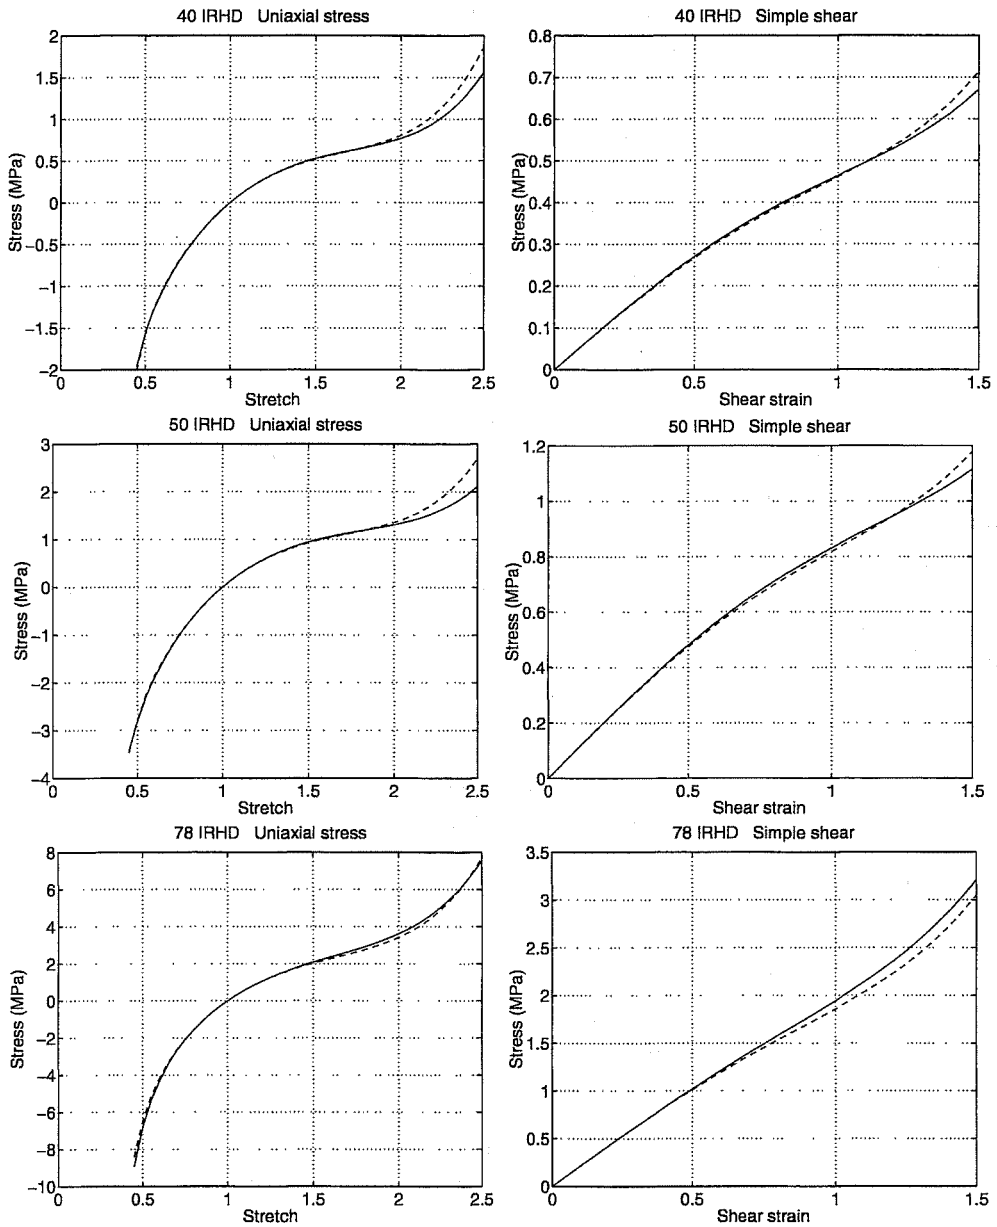 40 IRHD Uniaxial stress
2
1.5
1
0.5
0
−0.5
−1
−1.5
−2
Stress (MPa)
0 0.5 1 1.5 2 2.5
Stretch
40 IRHD Simple shear
0.8
0.7
0.6
0.5
0.4
0.3
0.2
0.1
0
Stress (MPa)
0 0.5 1 1.5
Shear strain
50 IRHD Uniaxial stress
3
2
1
0
−1
−2
−3
−4
Stress (MPa)
0 0.5 1 1.5 2 2.5
Stretch
50 IRHD Simple shear
1.2
1
0.8
0.6
0.4
0.2
0
Stress (MPa)
0 0.5 1 1.5
Shear strain
78 IRHD Uniaxial stress
8
6
4
2
0
−2
−4
−6
−8
−10
Stress (MPa)
0 0.5 1 1.5 2 2.5
Stretch
78 IRHD Simple shear
3.5
3
2.5
2
1.5
1
0.5
0
Stress (MPa)
0 0.5 1 1.5
Shear strain